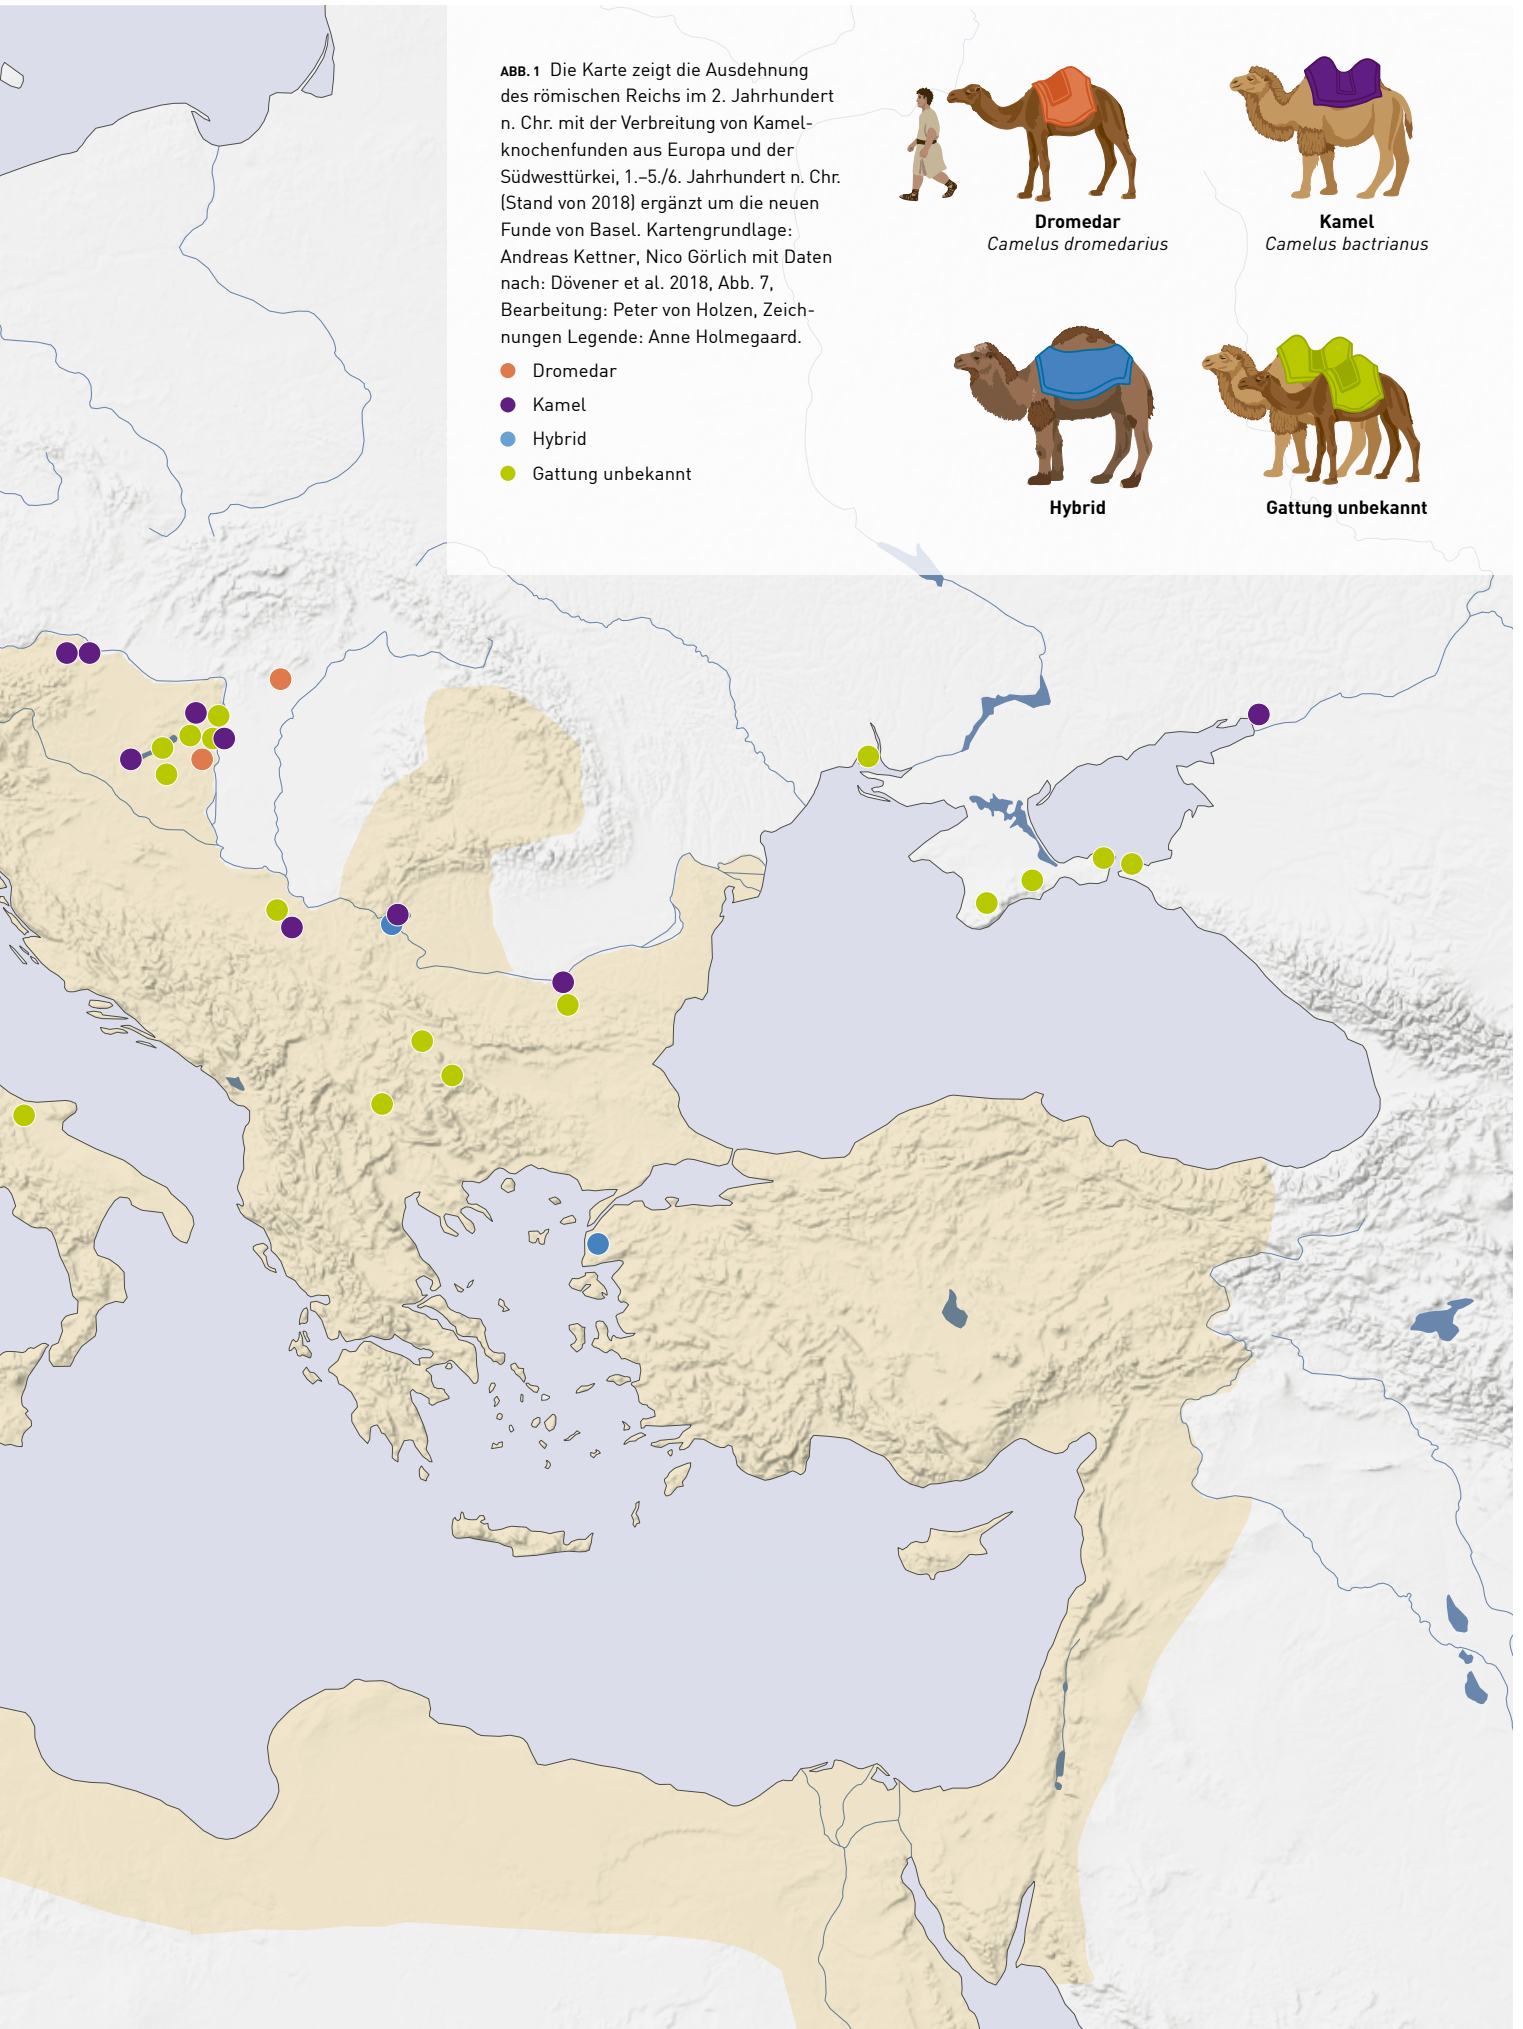 ABB. 1 Die Karte zeigt die Ausdehnung
des römischen Reichs im 2. Jahrhundert
n. Chr. mit der Verbreitung von Kamel-
knochenfunden aus Europa und der
Südwesttürkei, 1.–5./6. Jahrhundert n. Chr.
(Stand von 2018) ergänzt um die neuen
Funde von Basel. Kartengrundlage:
Andreas Kettner, Nico Görlich mit Daten
nach: Dövener et al. 2018, Abb. 7,
Bearbeitung: Peter von Holzen, Zeich-
nungen Legende: Anne Holmegaard.
Dromedar
Kamel
Hybrid
Gattung unbekannt
Dromedar
Camelus dromedarius
Kamel
Camelus bactrianus
Hybrid
Gattung unbekannt